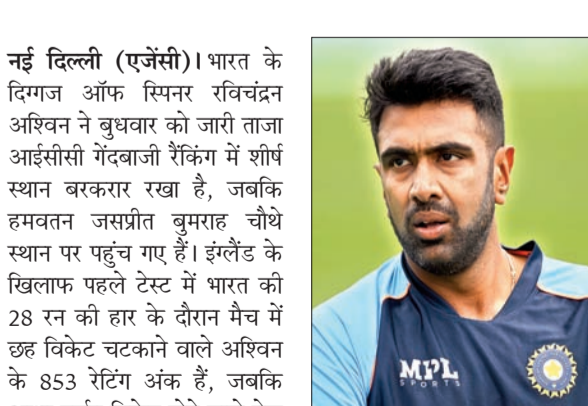 नई दिल्ली (एजेंसी)। भारत के
दिग्गज ऑफ स्पिनर रविचंद्रन
अश्विन ने बुधवार को जारी ताजा
आईसीसी गेंदबाजी रैंकिंग में शीर्ष
स्थान बरकरार रखा है, जबकि
हमवतन जसप्रीत बुमराह चौथे
स्थान पर पहुंच गए हैं। इंग्लैंड के
खिलाफ पहले टेस्ट में भारत की
28 रन की हार के दौरान मैच में
छह विकेट चटकाने वाले अश्विन
के 853 रेटिंग अंक हैं, जबकि
MPL
SPORTS